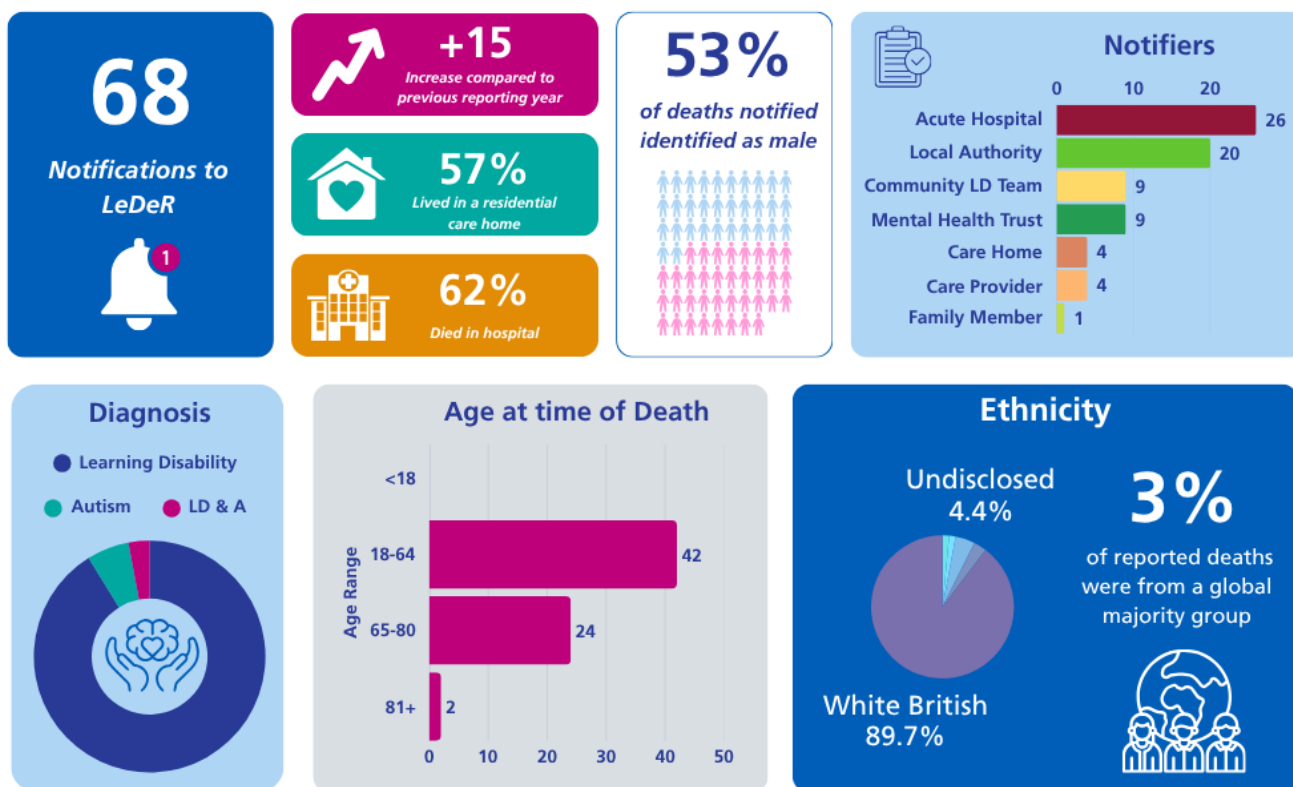 68
Notifications to
LeDeR
1
+15
Increase compared to
previous reporting year
57%
Lived in a residential
care home
62%
Died in hospital
53%
of deaths notified
identified as male
Notifiers
0 10 20
Acute Hospital 26
Local Authority 20
Community LD Team 9
Mental Health Trust 9
Care Home 4
Care Provider 4
Family Member 1
Diagnosis
Learning Disability
Autism LD & A
Age at time of Death
Age Range
<18
18-64 42
65-80 24
81+ 2
0 10 20 30 40 50
Ethnicity
Undisclosed
4.4%
White British
89.7%
3%
of reported deaths
were from a global
majority group